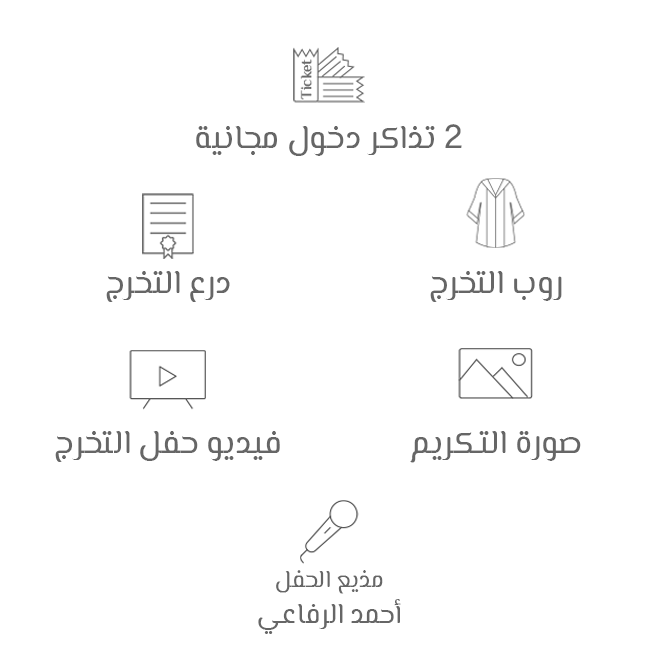 Ticket
2 تذاكر دخول مجانية
روب التخرج
درع التخرج
صورة التكريم
فيديو حفل التخرج
مذيع الحفل
أحمد الرفاعي